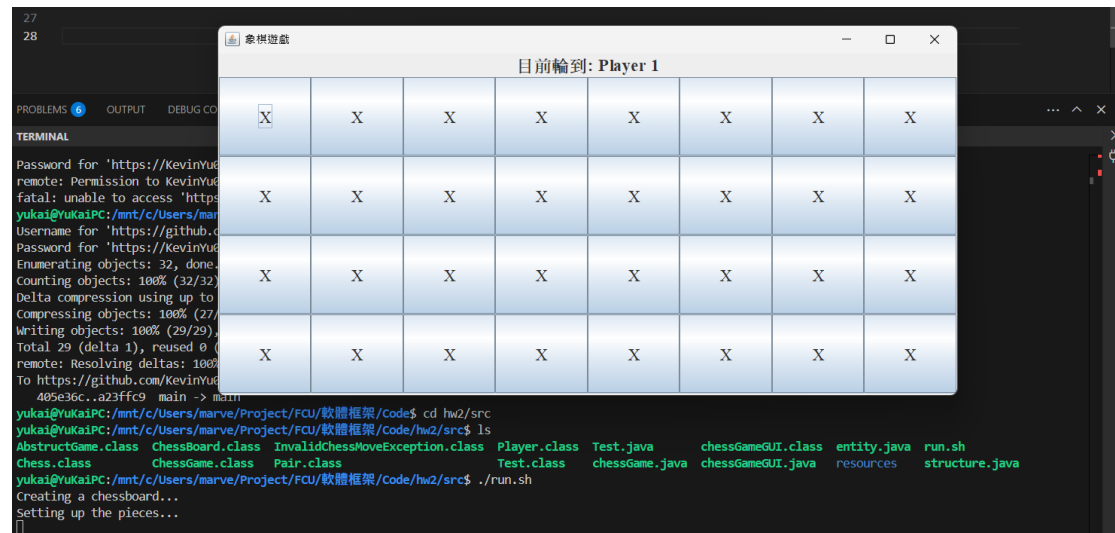 27
28
象棋遊戲
目前輪到: Player 1
X X X X X X X X
X X X X X X X X
X X X X X X X X
X X X X X X X X
PROBLEMS 6 OUTPUT DEBUG CO
TERMINAL
Password for 'https://KevinYu0
remote: Permission to KevinYu0
fatal: unable to access 'https
yukai@YuKaiPC:/mnt/c/Users/mar
Username for 'https://github.c
Password for 'https://KevinYu0
Enumerating objects: 32, done.
Counting objects: 100% (32/32)
Delta compression using up to
Compressing objects: 100% (27/
Writing objects: 100% (29/29),
Total 29 (delta 1), reused 0 (
remote: Resolving deltas: 100%
To https://github.com/KevinYu0
405e36c..a23ffc9 main -> main
yukai@YuKaiPC:/mnt/c/Users/marve/Project/FCU/軟體框架/Code$ cd hw2/src
yukai@YuKaiPC:/mnt/c/Users/marve/Project/FCU/軟體框架/Code/hw2/src$ ls
AbstructGame.class ChessBoard.class InvalidChessMoveException.class Player.class Test.java chessGameGUI.class entity.java run.sh
Chess.class ChessGame.class Pair.class Test.class chessGame.java chessGameGUI.java resources structure.java
yukai@YuKaiPC:/mnt/c/Users/marve/Project/FCU/軟體框架/Code/hw2/src$ ./run.sh
Creating a chessboard...
Setting up the pieces...